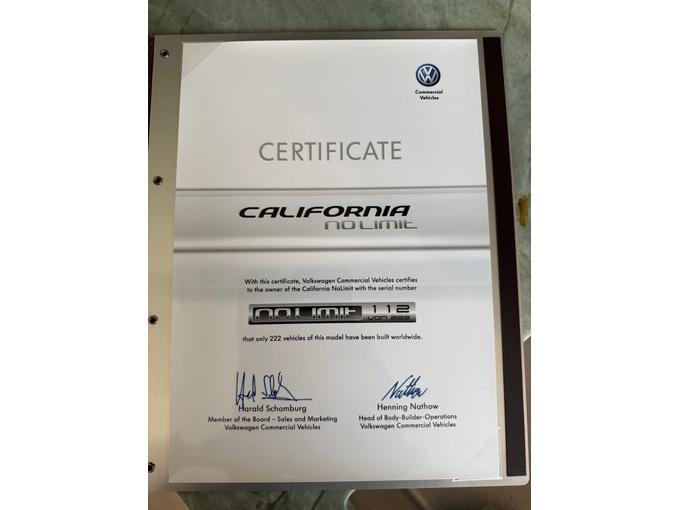 Commercial
Vehicles
CERTIFICATE
CALIFORNIA
NOLIMIT
With this certificate, Volkswagen Commercial Vehicles certifies
to the owner of the California NoLimit with the serial number
NOLIMIT 112
VON 222
that only 222 vehicles of this model have been built worldwide.
Harald Schomburg
Member of the Board – Sales and Marketing
Volkswagen Commercial Vehicles
Nathow
Henning Nathow
Head of Body-Builder-Operations
Volkswagen Commercial Vehicles